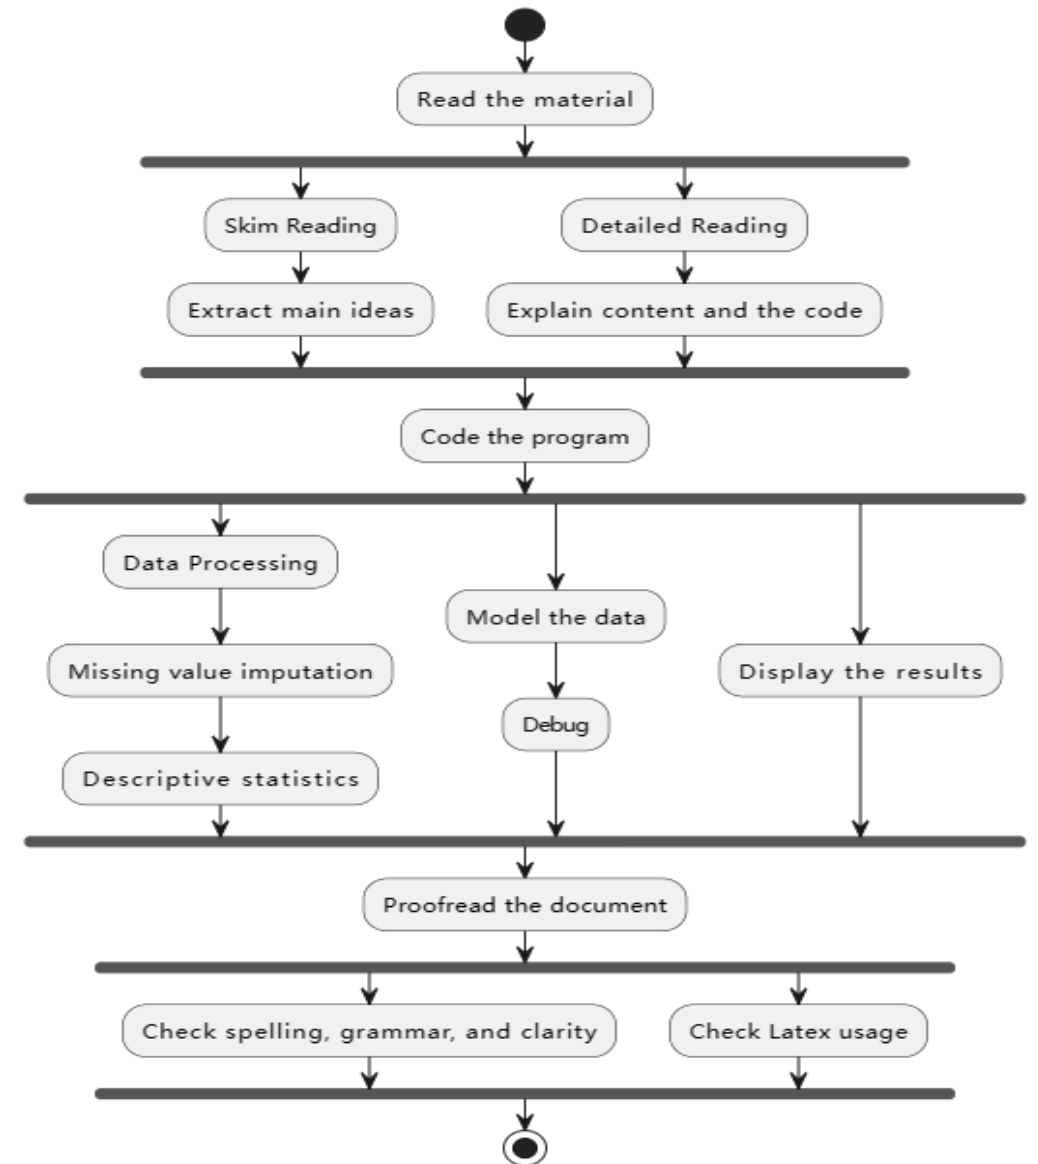 Read the material
Skim Reading
Detailed Reading
Extract main ideas
Explain content and the code
Code the program
Data Processing
Model the data
Missing value imputation
Display the results
Debug
Descriptive statistics
Proofread the document
Check spelling, grammar, and clarity
Check Latex usage